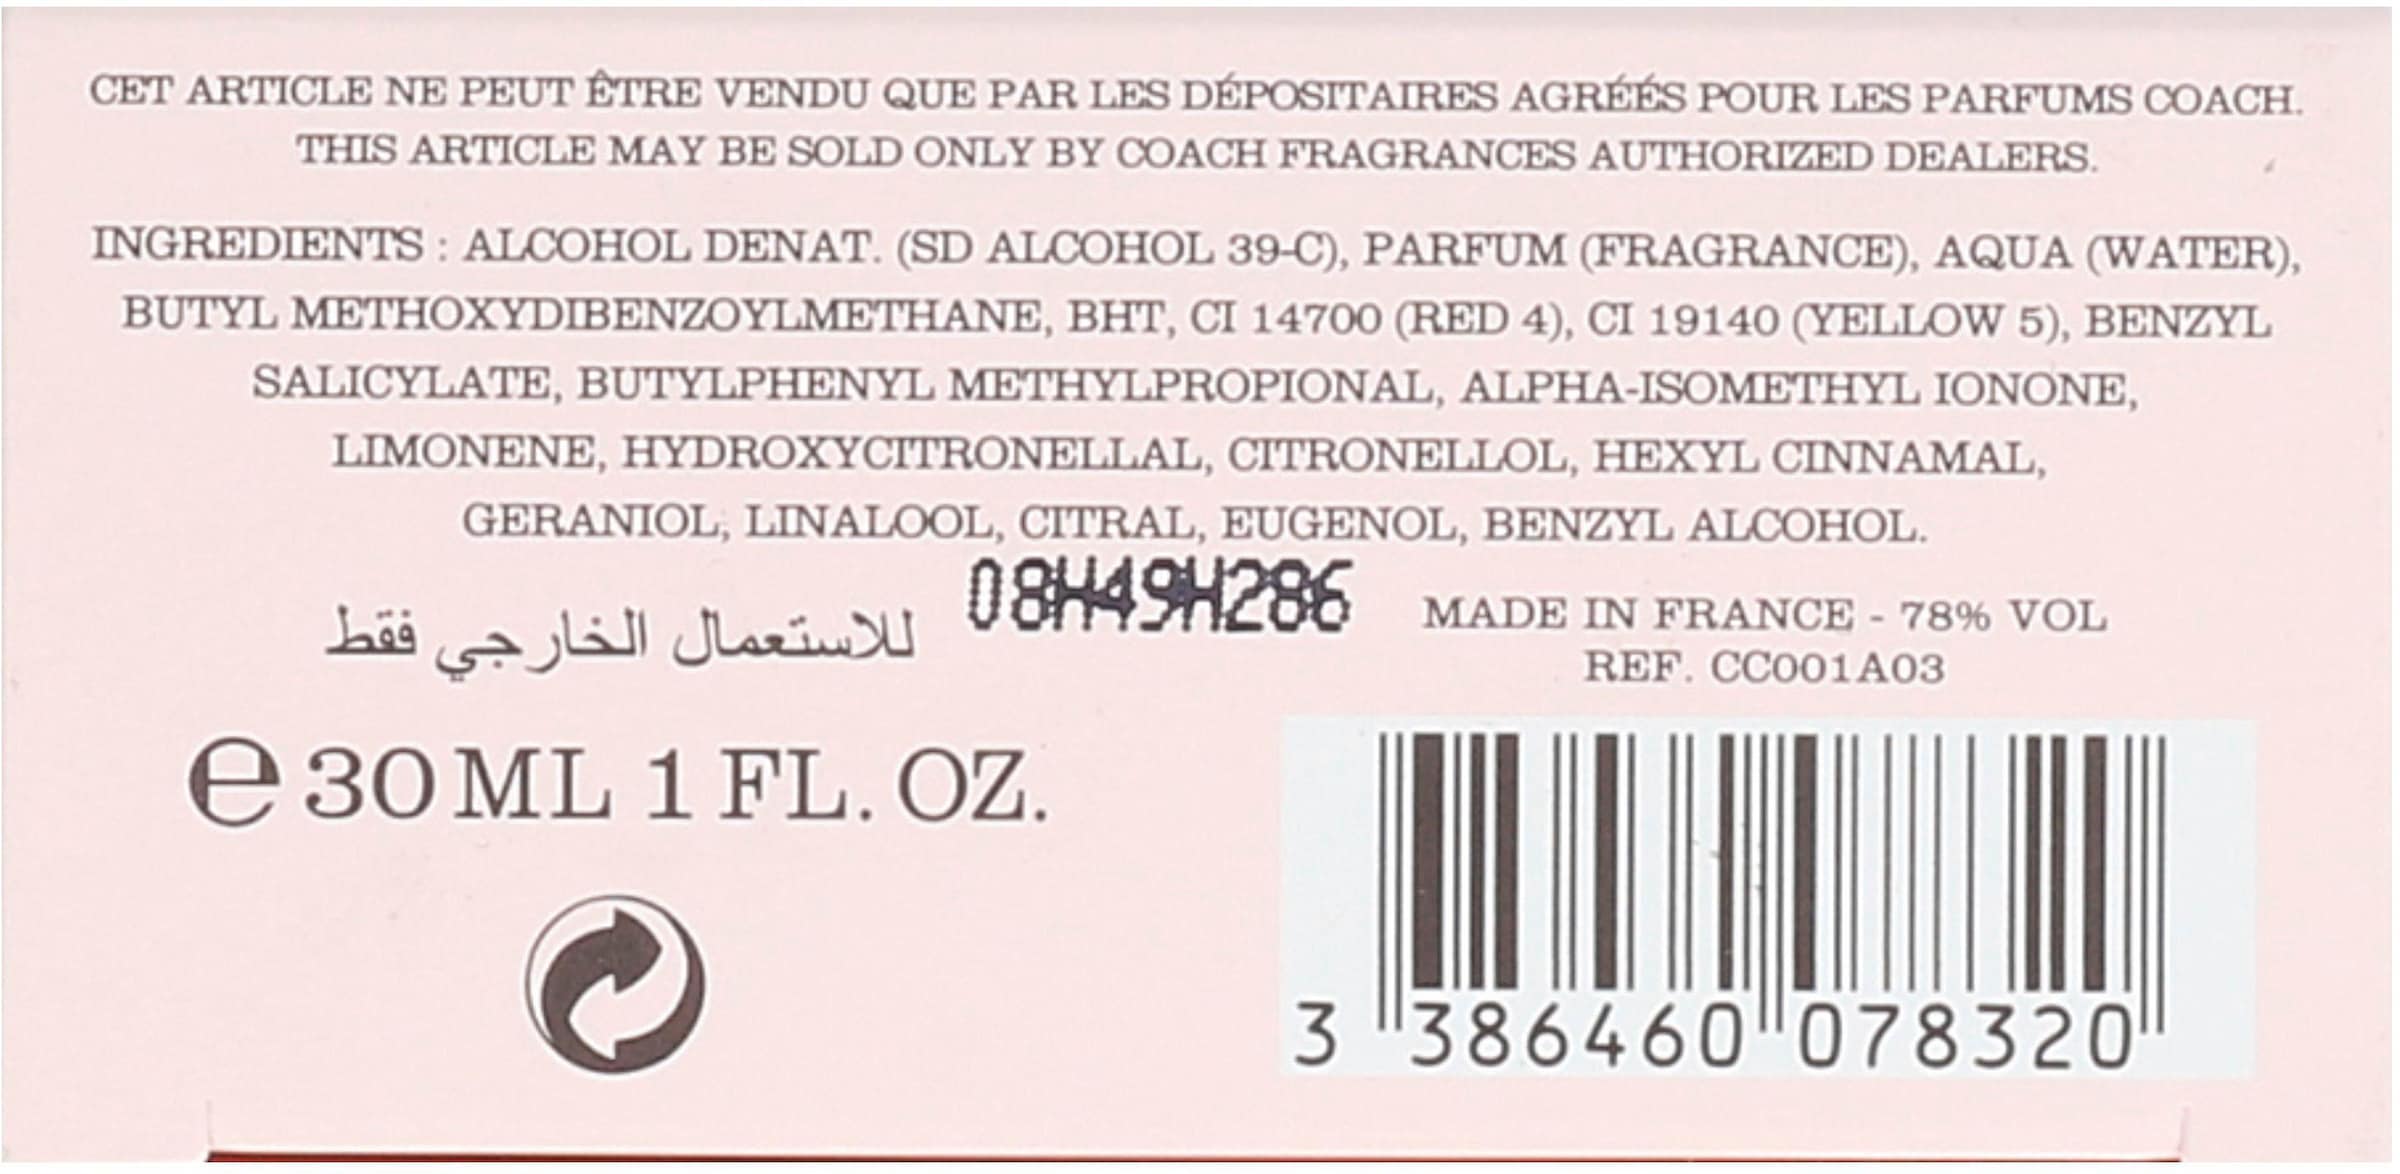 CET ARTICLE NE PEUT ÊTRE VENDU QUE PAR LES DÉPOSITAIRES AGRÉÉS POUR LES PARFUMS COACH.
THIS ARTICLE MAY BE SOLD ONLY BY COACH FRAGRANCES AUTHORIZED DEALERS.
INGREDIENTS : ALCOHOL DENAT. (SD ALCOHOL 39-C), PARFUM (FRAGRANCE), AQUA (WATER),
BUTYL METHOXYDIBENZOYLMETHANE, BHT, CI 14700 (RED 4), CI 19140 (YELLOW 5), BENZYL
SALICYLATE, BUTYLPHENYL METHYLPROPIONAL, ALPHA-ISOMETHYL IONONE,
LIMONENE, HYDROXYCITRONELLAL, CITRONELLOL, HEXYL CINNAMAL,
GERANIOL, LINALOOL, CITRAL, EUGENOL, BENZYL ALCOHOL.
08H49H286
للاستعمال الخارجي فقط
MADE IN FRANCE - 78% VOL
REF. CC001A03
℮ 30 ML 1 FL. OZ.
3 386460 078320